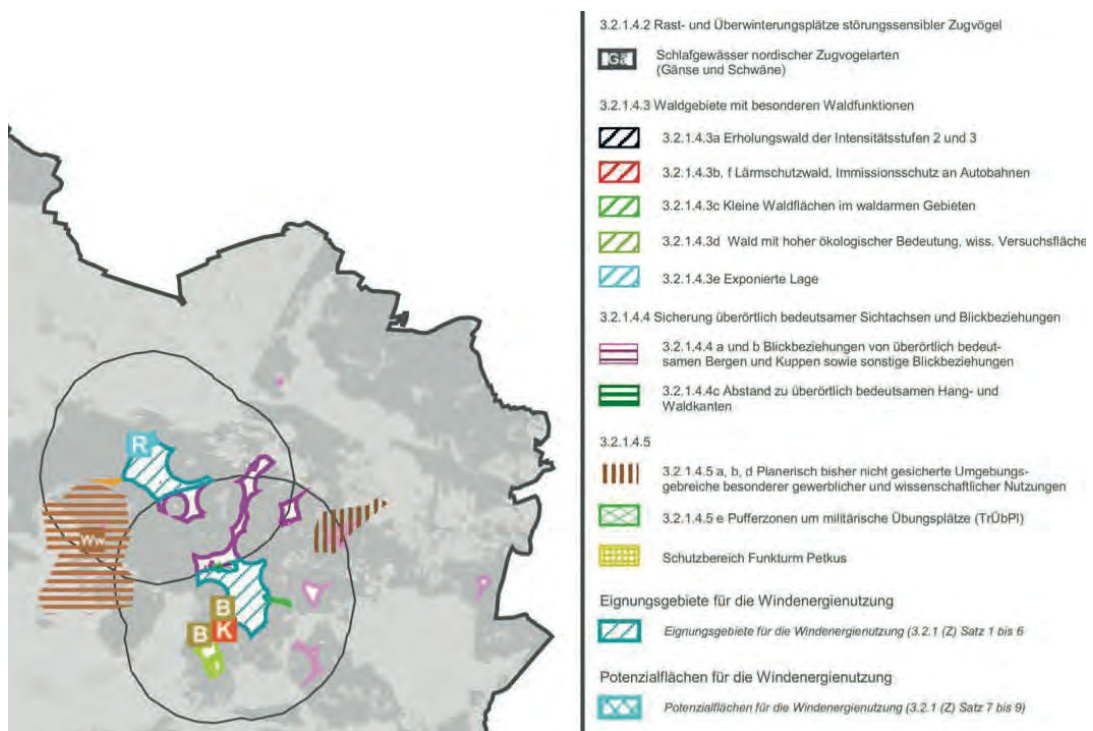 R
Ww
B
B
K
3.2.1.4.2 Rast- und Überwinterungsplätze störungssensibler Zugvögel
Gä
Schlafgewässer nordischer Zugvogelarten
(Gänse und Schwäne)
3.2.1.4.3 Waldgebiete mit besonderen Waldfunktionen
3.2.1.4.3a Erholungswald der Intensitätsstufen 2 und 3
3.2.1.4.3b, f Lärmschutzwald, Immissionsschutz an Autobahnen
3.2.1.4.3c Kleine Waldflächen im waldarmen Gebieten
3.2.1.4.3d Wald mit hoher ökologischer Bedeutung, wiss. Versuchsfläche
3.2.1.4.3e Exponierte Lage
3.2.1.4.4 Sicherung überörtlich bedeutsamer Sichtachsen und Blickbeziehungen
3.2.1.4.4 a und b Blickbeziehungen von überörtlich bedeut-
samen Bergen und Kuppen sowie sonstige Blickbeziehungen
3.2.1.4.4c Abstand zu überörtlich bedeutsamen Hang- und
Waldkanten
3.2.1.4.5
3.2.1.4.5 a, b, d Planerisch bisher nicht gesicherte Umgebungs-
gebreiche besonderer gewerblicher und wissenschaftlicher Nutzungen
3.2.1.4.5 e Pufferzonen um militärische Übungsplätze (TrÜbPl)
Schutzbereich Funkturm Petkus
Eignungsgebiete für die Windenergienutzung
Eignungsgebiete für die Windenergienutzung (3.2.1 (Z) Satz 1 bis 6
Potenzialflächen für die Windenergienutzung
Potenzialflächen für die Windenergienutzung (3.2.1 (Z) Satz 7 bis 9)